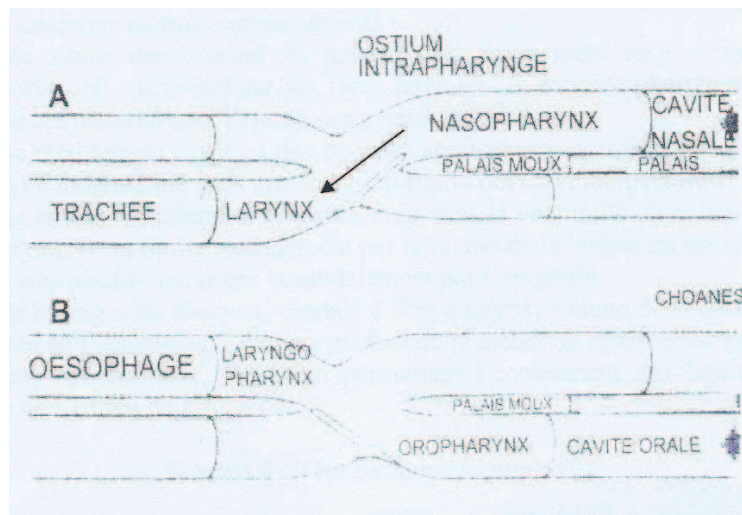 OSTIUM
INTRAPHARYNGE
A
NASOPHARYNX
CAVITE
NASALE
PALAIS MOUX
PALAIS
TRACHEE
LARYNX
B
CHOANES
OESOPHAGE
LARYNGO
PHARYNX
PALAIS MOUX
OROPHARYNX
CAVITE ORALE